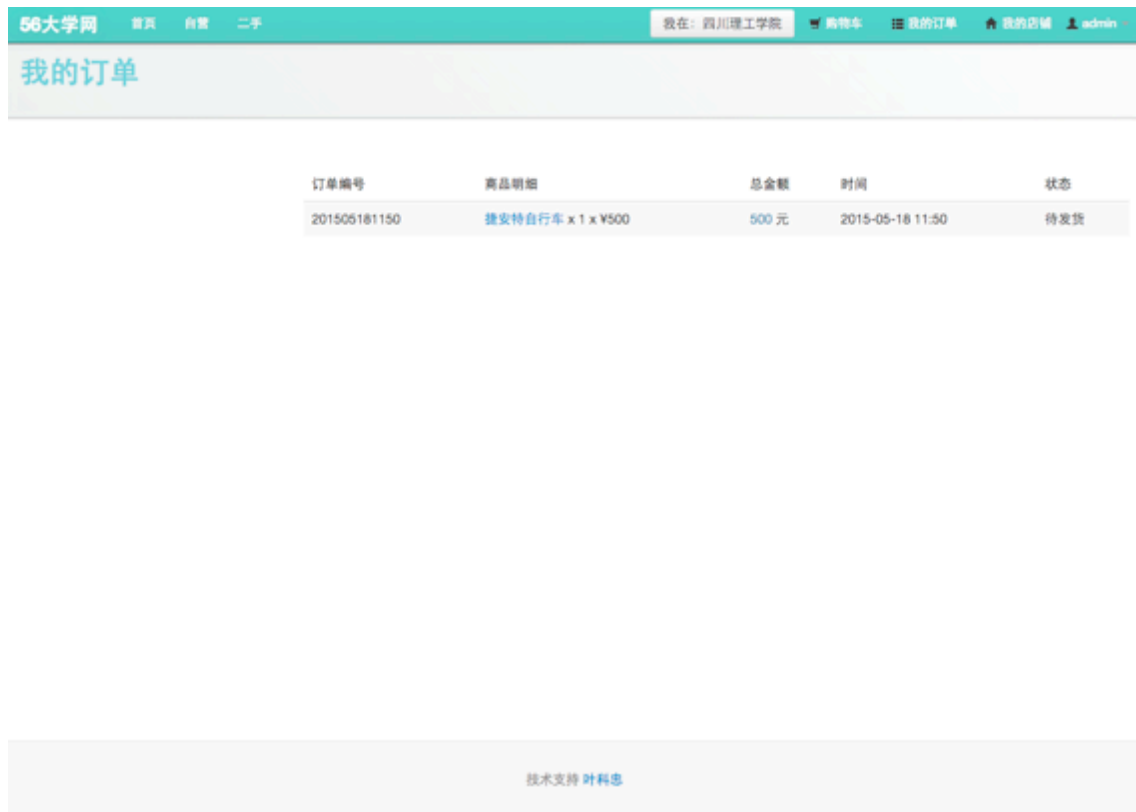 56大学网 首页 自营 二手 我在：四川理工学院 购物车 我的订单 我的店铺 admin
我的订单
订单编号 商品明细 总金额 时间 状态
201505181150 捷安特自行车 x 1 x ¥500 500 元 2015-05-18 11:50 待发货
技术支持 叶科忠